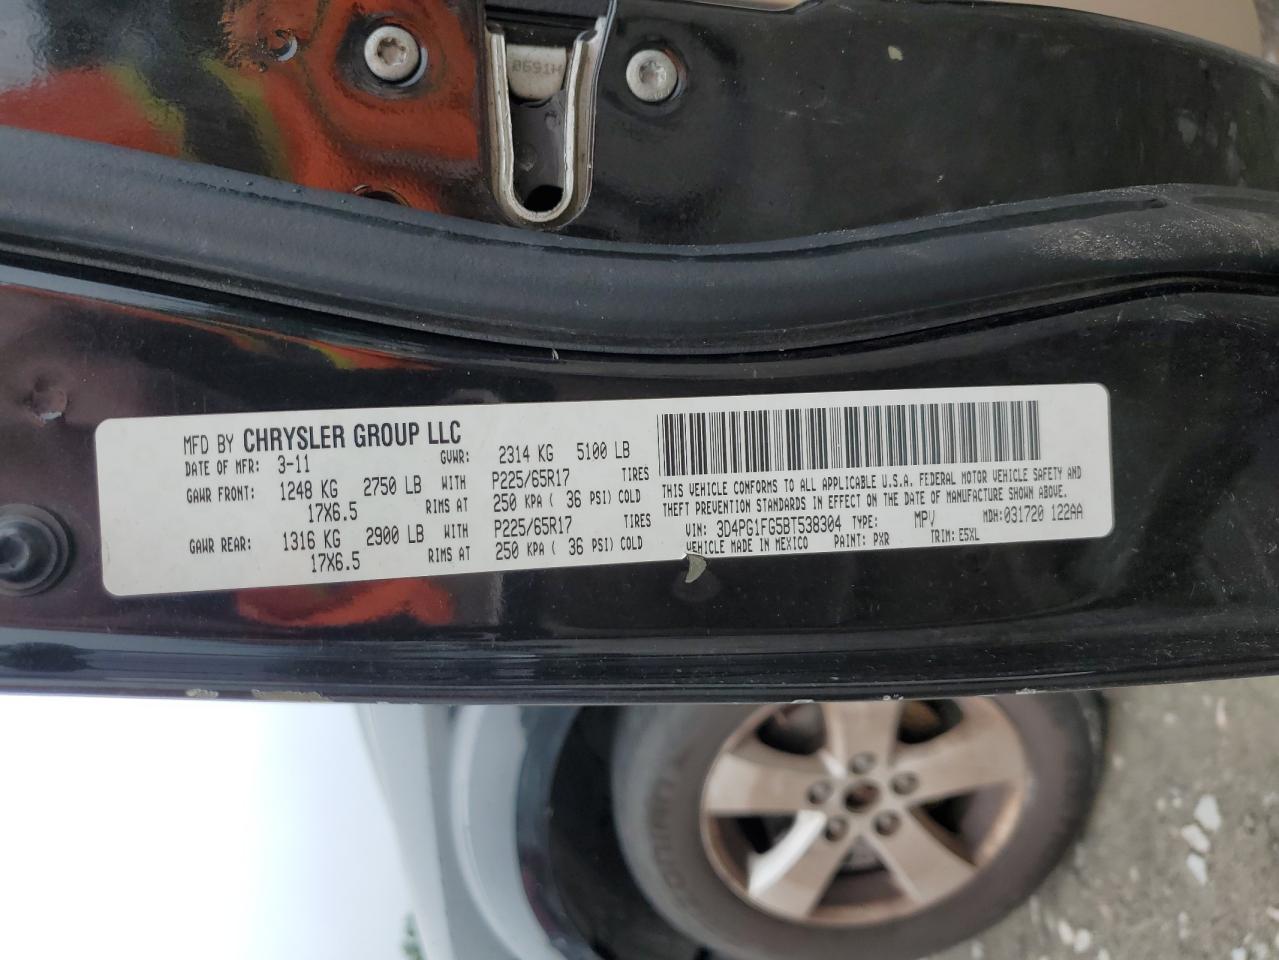 H1690
MFD BY CHRYSLER GROUP LLC
DATE OF MFR: 3-11 GVWR: 2314 KG 5100 LB
GAWR FRONT: 1248 KG 2750 LB WITH P225/65R17 TIRES
17X6.5 RIMS AT 250 KPA ( 36 PSI) COLD
GAWR REAR: 1316 KG 2900 LB WITH P225/65R17 TIRES
17X6.5 RIMS AT 250 KPA ( 36 PSI) COLD
THIS VEHICLE CONFORMS TO ALL APPLICABLE U.S.A. FEDERAL MOTOR VEHICLE SAFETY AND
THEFT PREVENTION STANDARDS IN EFFECT ON THE DATE OF MANUFACTURE SHOWN ABOVE.
VIN: 3D4PG1FG5BT538304 TYPE: MPV MDH: 031720 122AA
VEHICLE MADE IN MEXICO PAINT: PXR TRIM: E5XL